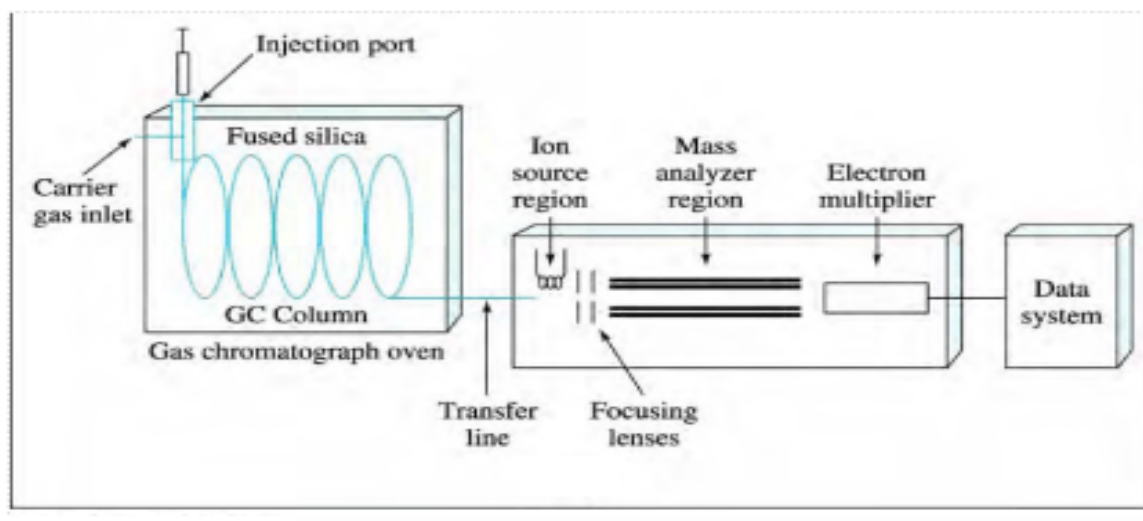 Injection port
Fused silica
Carrier
gas inlet
GC Column
Gas chromatograph oven
Ion
source
region
Mass
analyzer
region
Electron
multiplier
Data
system
Transfer
line
Focusing
lenses